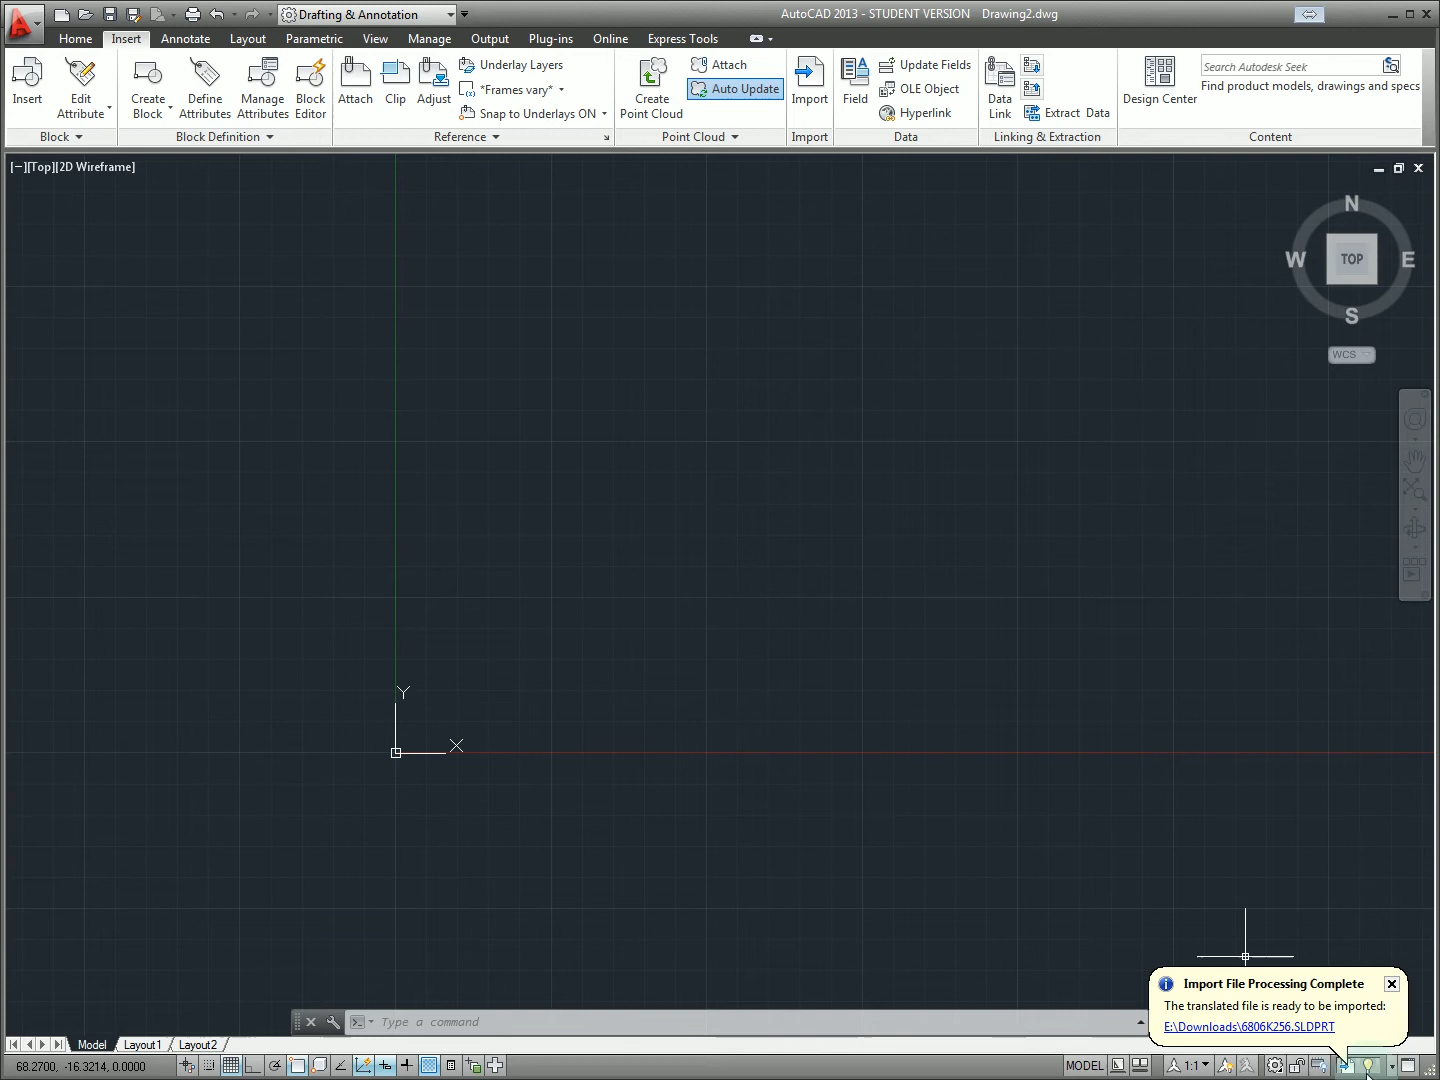 Drafting & Annotation
AutoCAD 2013 - STUDENT VERSION Drawing2.dwg
Home Insert Annotate Layout Parametric View Manage Output Plug-ins Online Express Tools
Insert
Edit Attribute
Create Block
Define Attributes
Manage Attributes
Block Editor
Attach
Clip
Adjust
Underlay Layers
*Frames vary*
Snap to Underlays ON
Create Point Cloud
Attach
Auto Update
Import
Field
Update Fields
OLE Object
Hyperlink
Data Link
Extract Data
Design Center
Search Autodesk Seek
Find product models, drawings and specs
Block Block Definition Reference Point Cloud Import Data Linking & Extraction Content
[−][Top][2D Wireframe]
N
W TOP E
S
WCS
Y
X
Import File Processing Complete
The translated file is ready to be imported:
E:\Downloads\6806K256.SLDPRT
Type a command
Model Layout1 Layout2
68.2700, -16.3214, 0.0000
MODEL
1:1